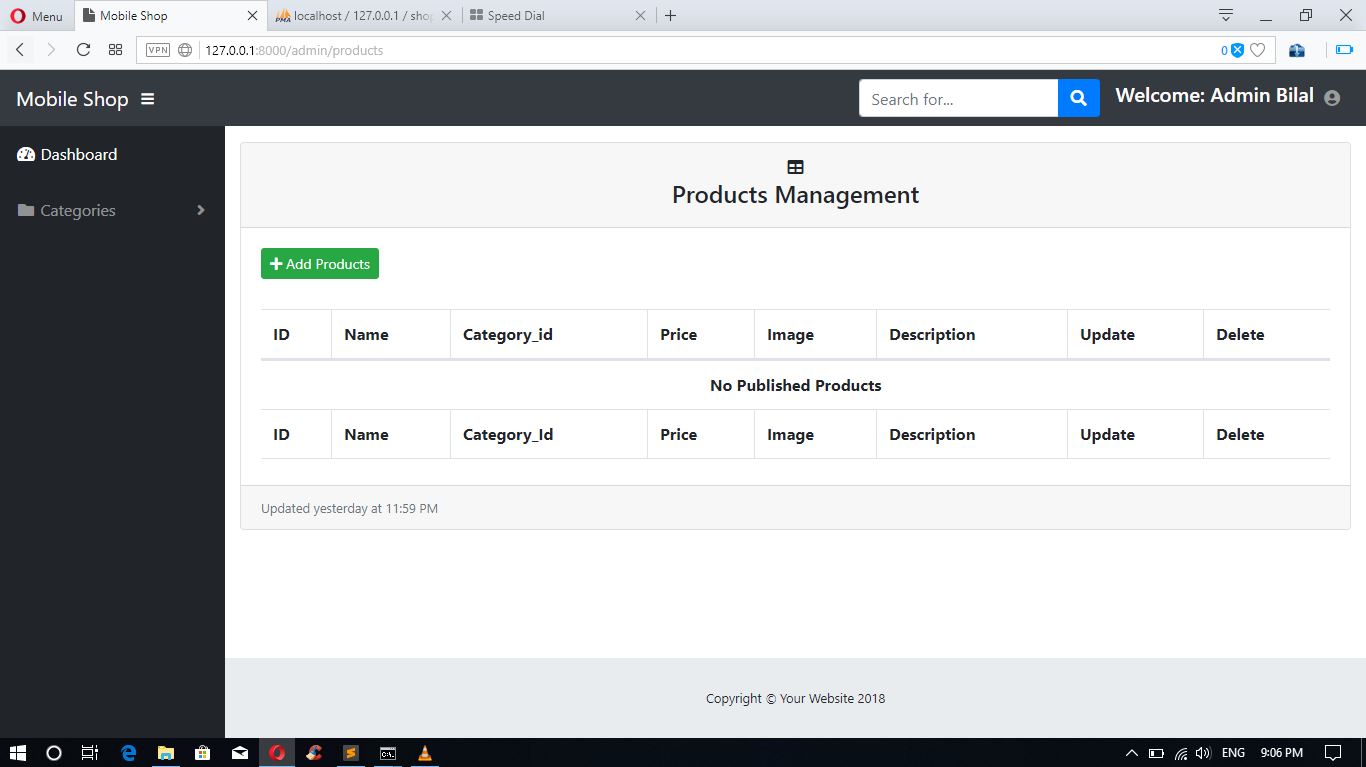 Menu
Mobile Shop
localhost / 127.0.0.1 / shop
Speed Dial
VPN
127.0.0.1:8000/admin/products
0
Mobile Shop
Search for...
Welcome: Admin Bilal
Dashboard
Categories
Products Management
Add Products
ID Name Category_id Price Image Description Update Delete
No Published Products
ID Name Category_Id Price Image Description Update Delete
Updated yesterday at 11:59 PM
Copyright © Your Website 2018
ENG 9:06 PM